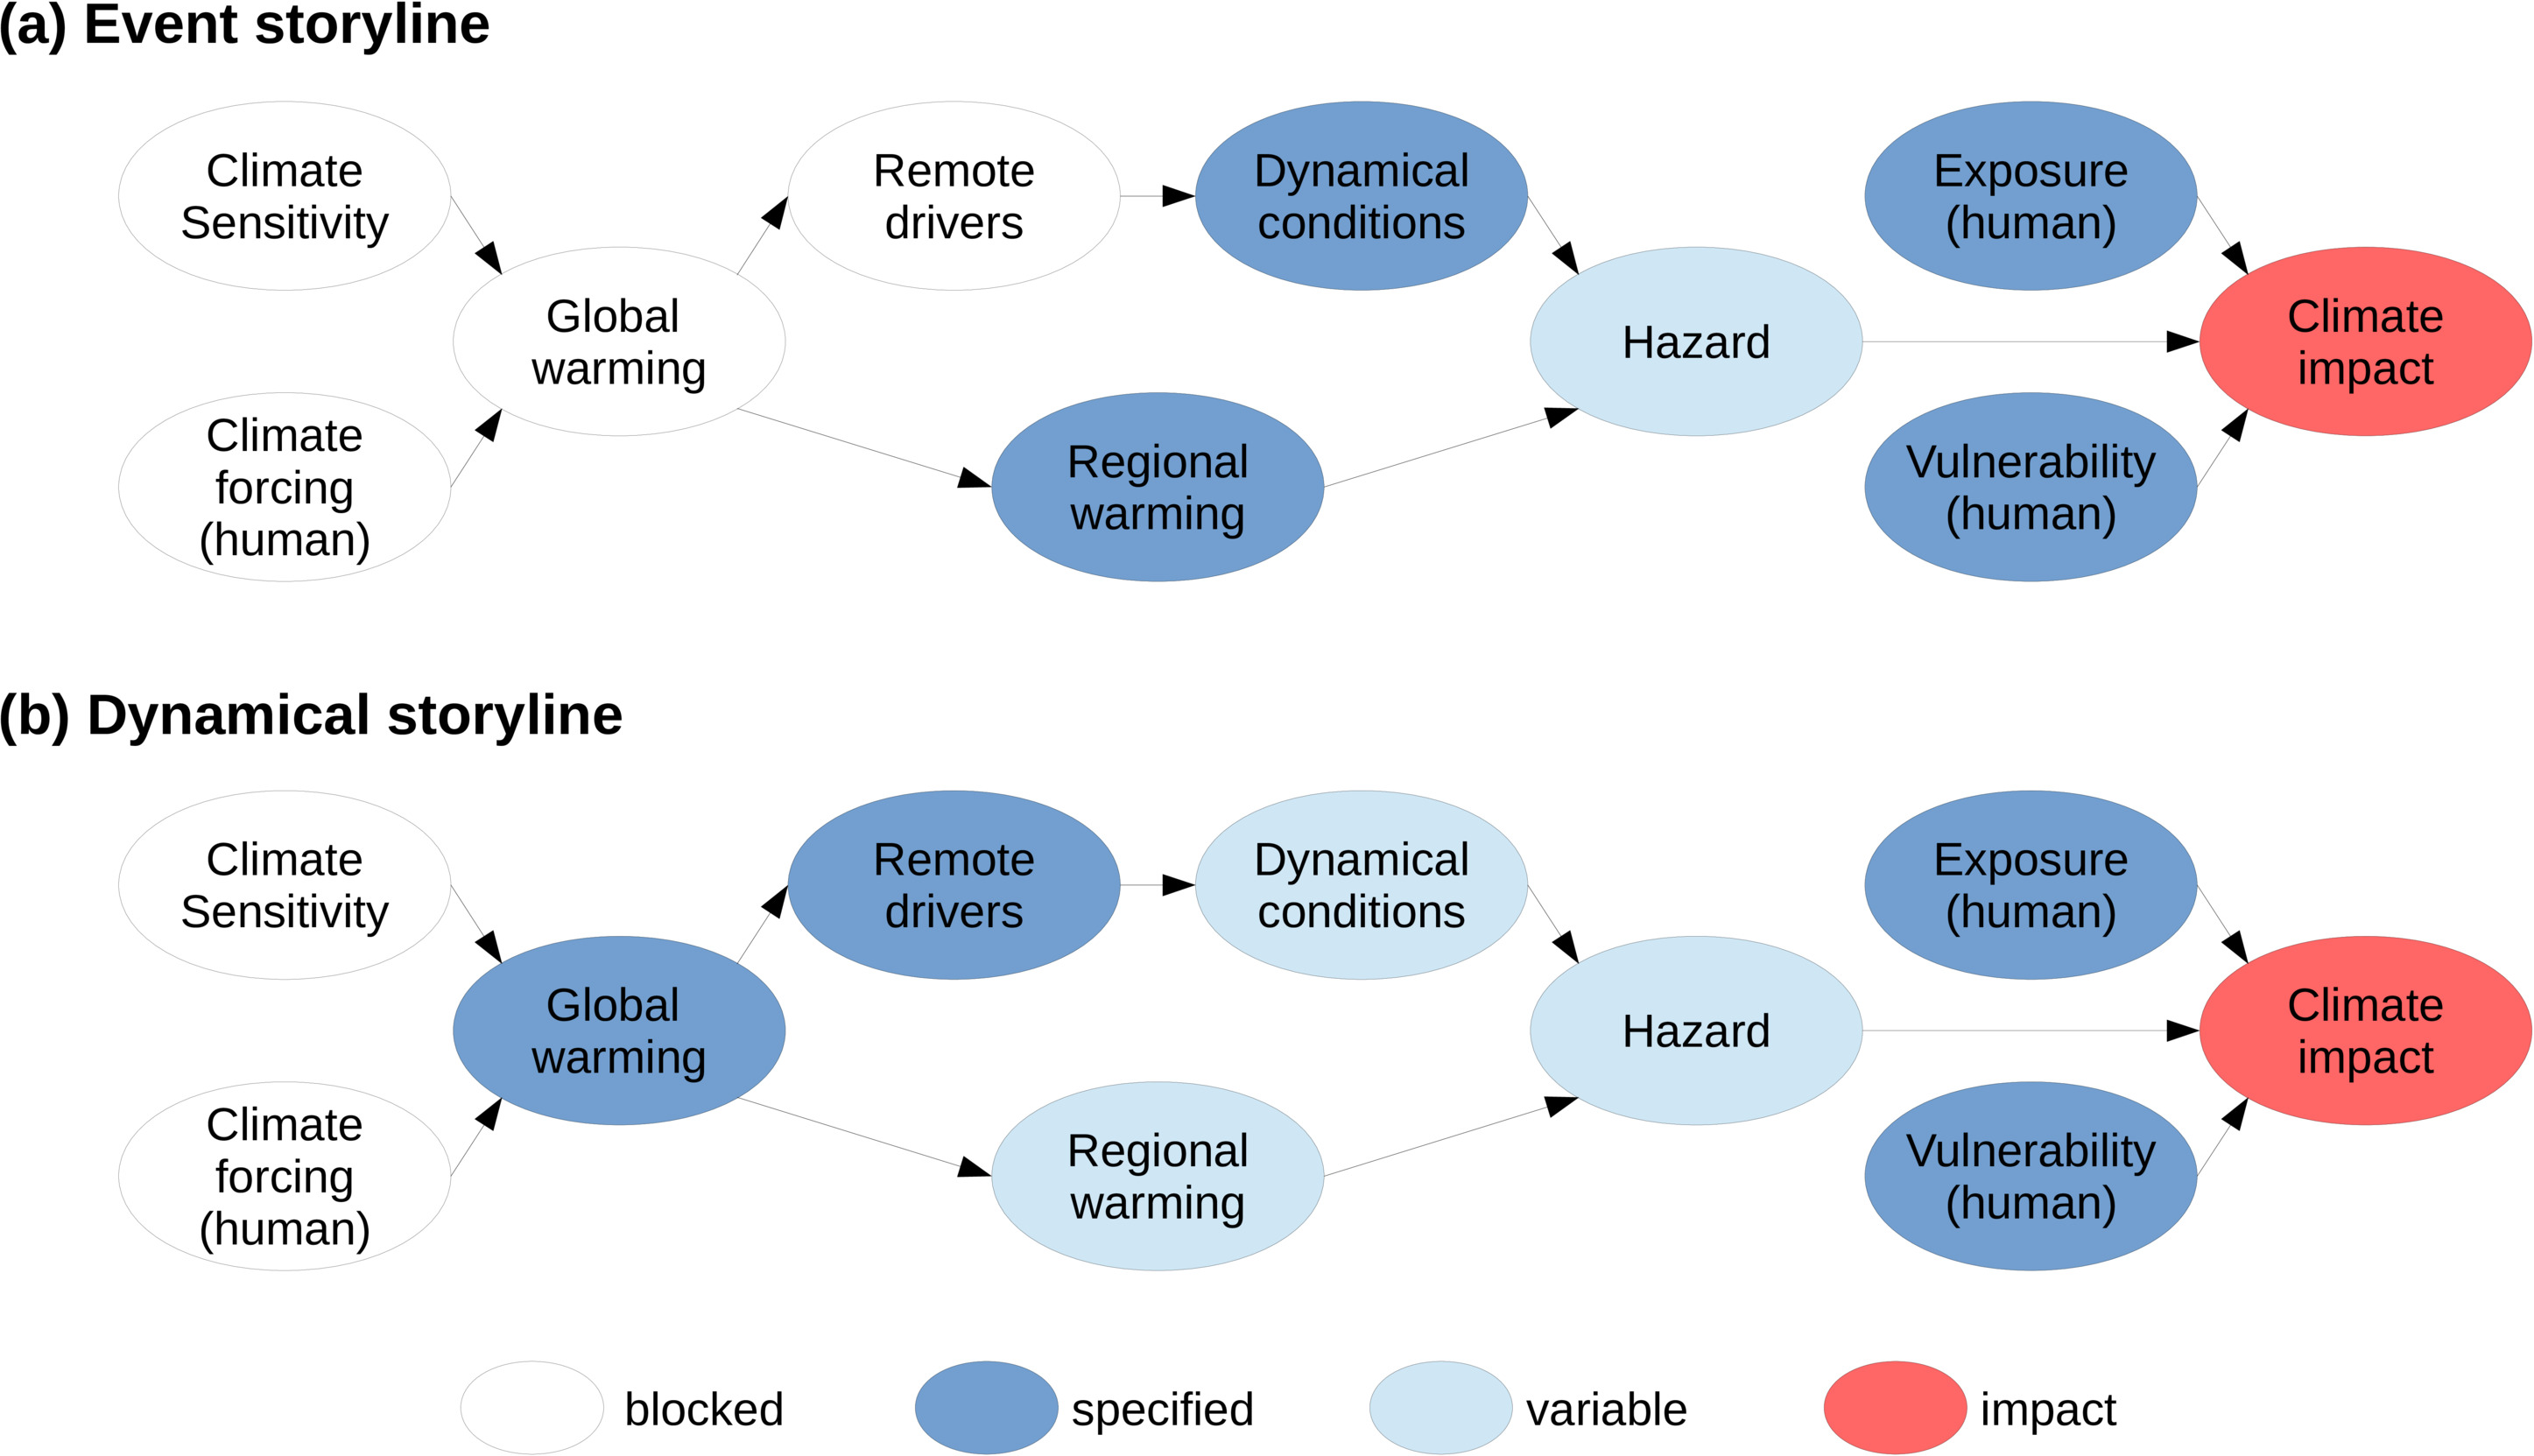 (a) Event storyline
Climate
Sensitivity
Remote
drivers
Dynamical
conditions
Exposure
(human)
Global
warming
Hazard
Climate
impact
Climate
forcing
(human)
Regional
warming
Vulnerability
(human)
(b) Dynamical storyline
Climate
Sensitivity
Remote
drivers
Dynamical
conditions
Exposure
(human)
Global
warming
Hazard
Climate
impact
Climate
forcing
(human)
Regional
warming
Vulnerability
(human)
blocked
specified
variable
impact